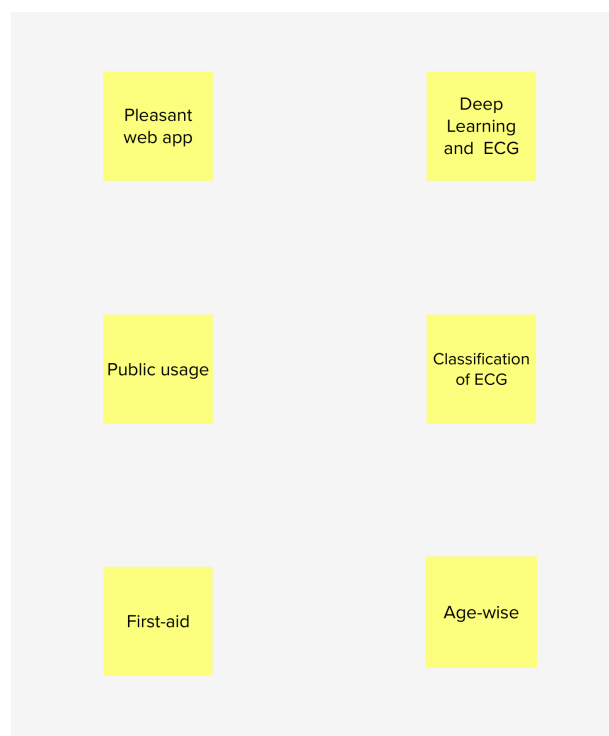 Pleasant
web app
Deep
Learning
and  ECG
Public usage
Classification
of ECG
First-aid
Age-wise